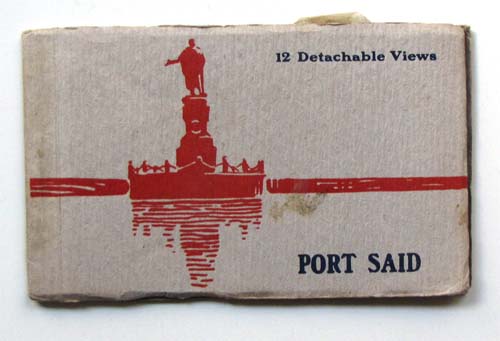 12 Detachable Views
PORT SAID